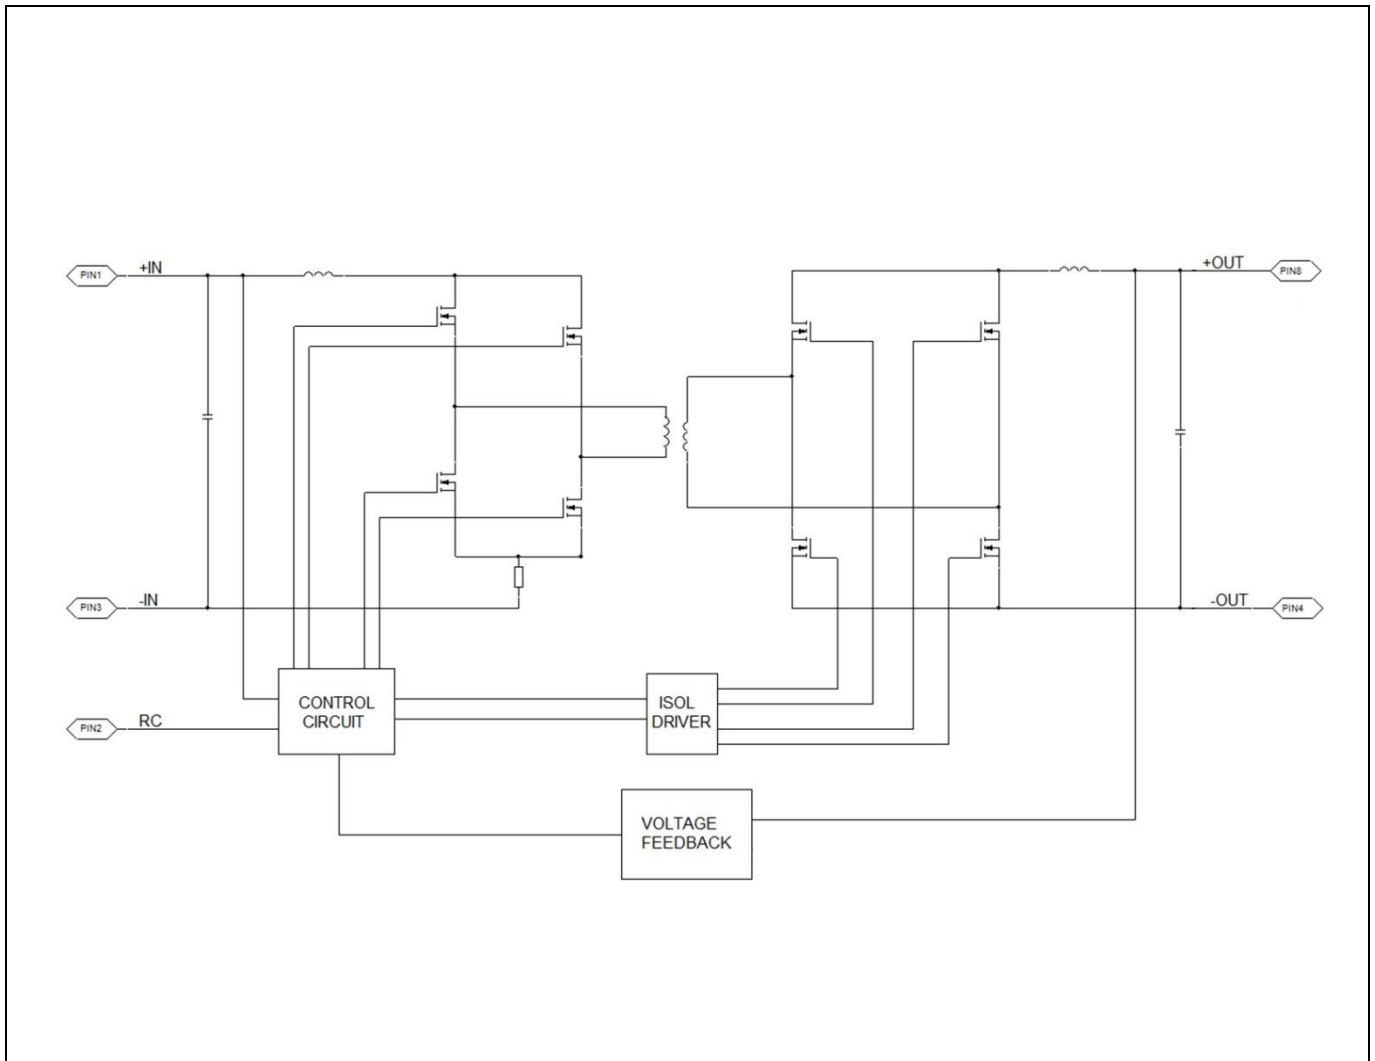 PIN1
+IN
+OUT
PIN8
PIN3
-IN
-OUT
PIN4
PIN2
RC
CONTROL
CIRCUIT
ISOL
DRIVER
VOLTAGE
FEEDBACK